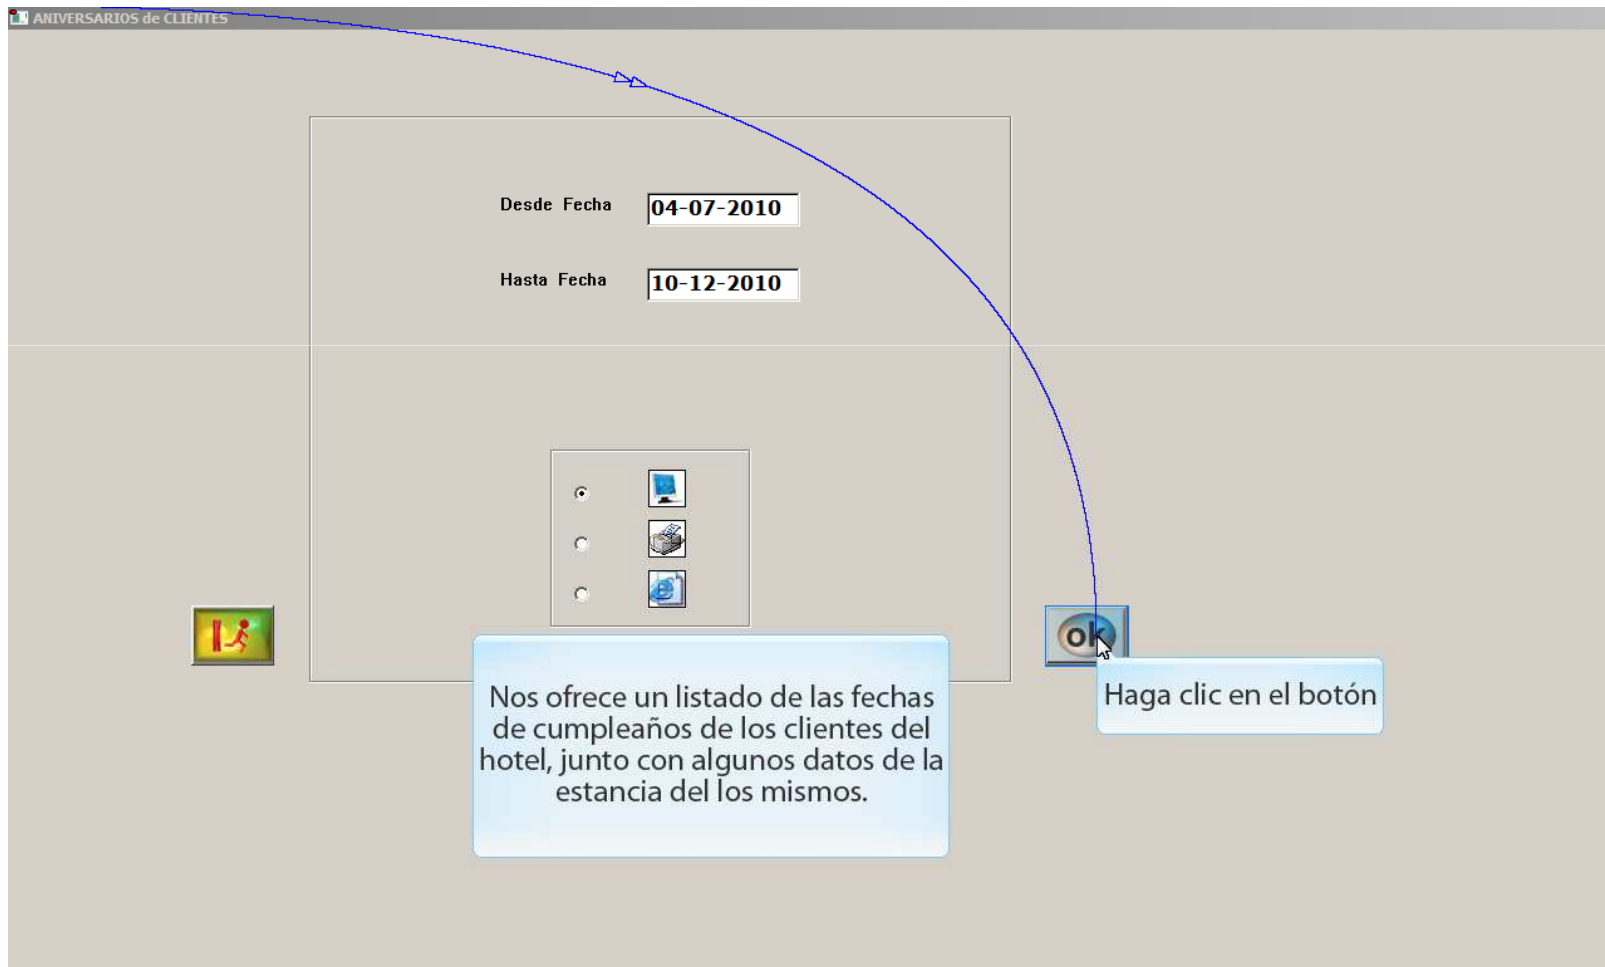 ANIVERSARIOS de CLIENTES
Desde Fecha 04-07-2010
Hasta Fecha 10-12-2010
ok
Haga clic en el botón
Nos ofrece un listado de las fechas
de cumpleaños de los clientes del
hotel, junto con algunos datos de la
estancia del los mismos.